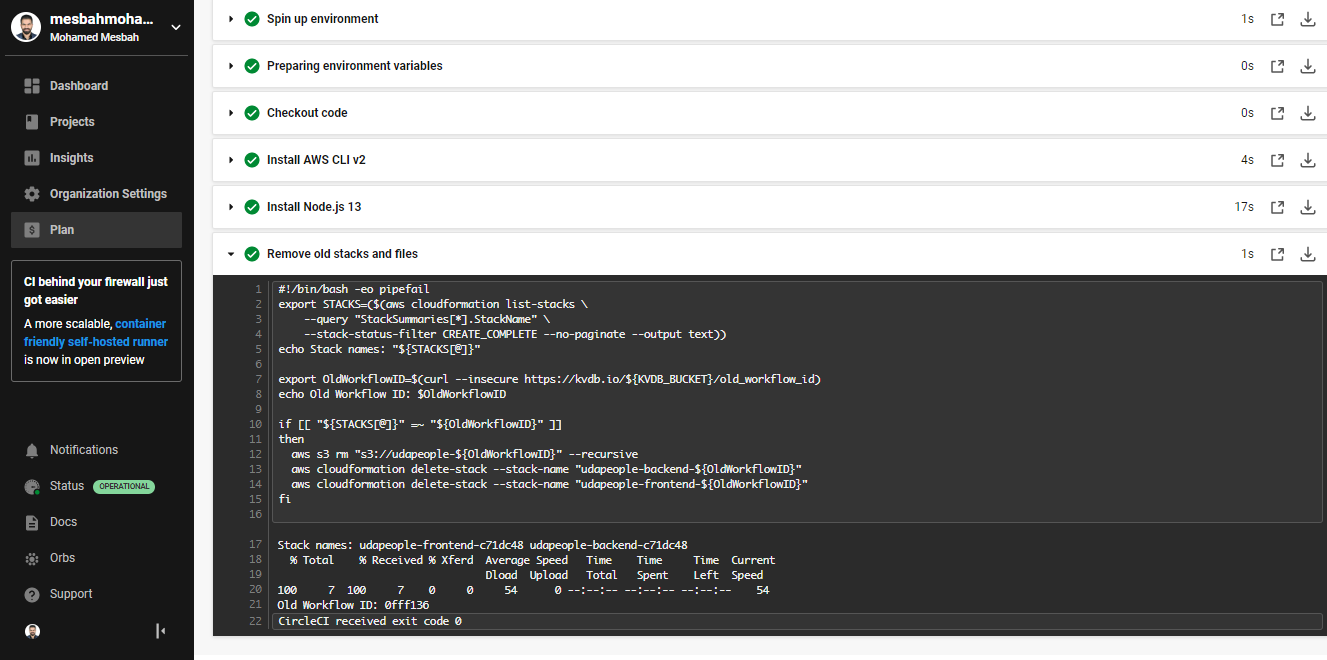 mesbahmoha...
Mohamed Mesbah
Dashboard
Projects
Insights
Organization Settings
Plan
CI behind your firewall just
got easier
A more scalable, container
friendly self-hosted runner
is now in open preview
Notifications
Status OPERATIONAL
Docs
Orbs
Support
Spin up environment 1s
Preparing environment variables 0s
Checkout code 0s
Install AWS CLI v2 4s
Install Node.js 13 17s
Remove old stacks and files 1s
1 #!/bin/bash -eo pipefail
2 export STACKS=($(aws cloudformation list-stacks \
3 --query "StackSummaries[*].StackName" \
4 --stack-status-filter CREATE_COMPLETE --no-paginate --output text))
5 echo Stack names: "${STACKS[@]}"
6
7 export OldWorkflowID=$(curl --insecure https://kvdb.io/${KVDB_BUCKET}/old_workflow_id)
8 echo Old Workflow ID: $OldWorkflowID
9
10 if [[ "${STACKS[@]}" =~ "${OldWorkflowID}" ]]
11 then
12 aws s3 rm "s3://udapeople-${OldWorkflowID}" --recursive
13 aws cloudformation delete-stack --stack-name "udapeople-backend-${OldWorkflowID}"
14 aws cloudformation delete-stack --stack-name "udapeople-frontend-${OldWorkflowID}"
15 fi
16
17 Stack names: udapeople-frontend-c71dc48 udapeople-backend-c71dc48
18 % Total % Received % Xferd Average Speed Time Time Time Current
19 Dload Upload Total Spent Left Speed
20 100 7 100 7 0 0 54 0 --:--:-- --:--:-- --:--:-- 54
21 Old Workflow ID: 0fff136
22 CircleCI received exit code 0